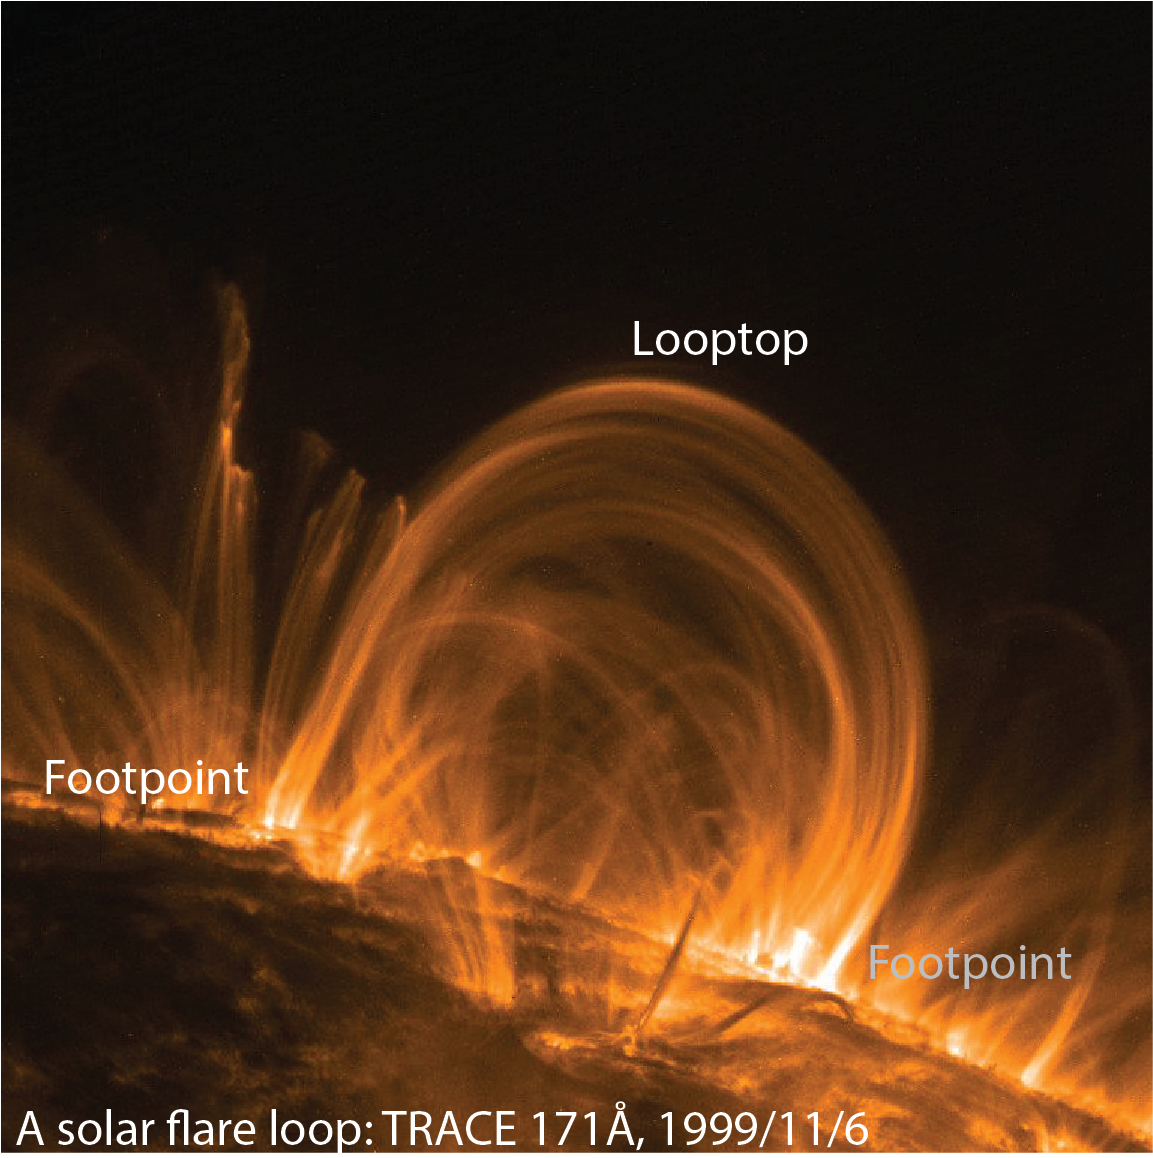 Looptop
Footpoint
Footpoint
A solar flare loop: TRACE 171Å, 1999/11/6